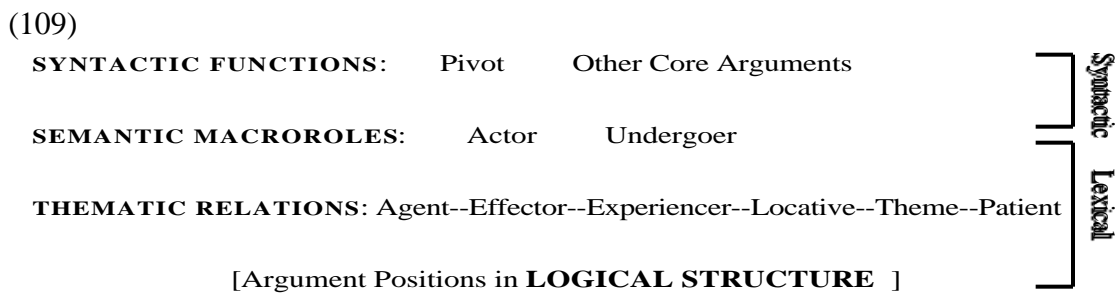 (109)
SYNTACTIC FUNCTIONS: Pivot Other Core Arguments
SEMANTIC MACROROLES: Actor Undergoer
THEMATIC RELATIONS: Agent--Effector--Experiencer--Locative--Theme--Patient
[Argument Positions in LOGICAL STRUCTURE ]
Syntactic
Lexical